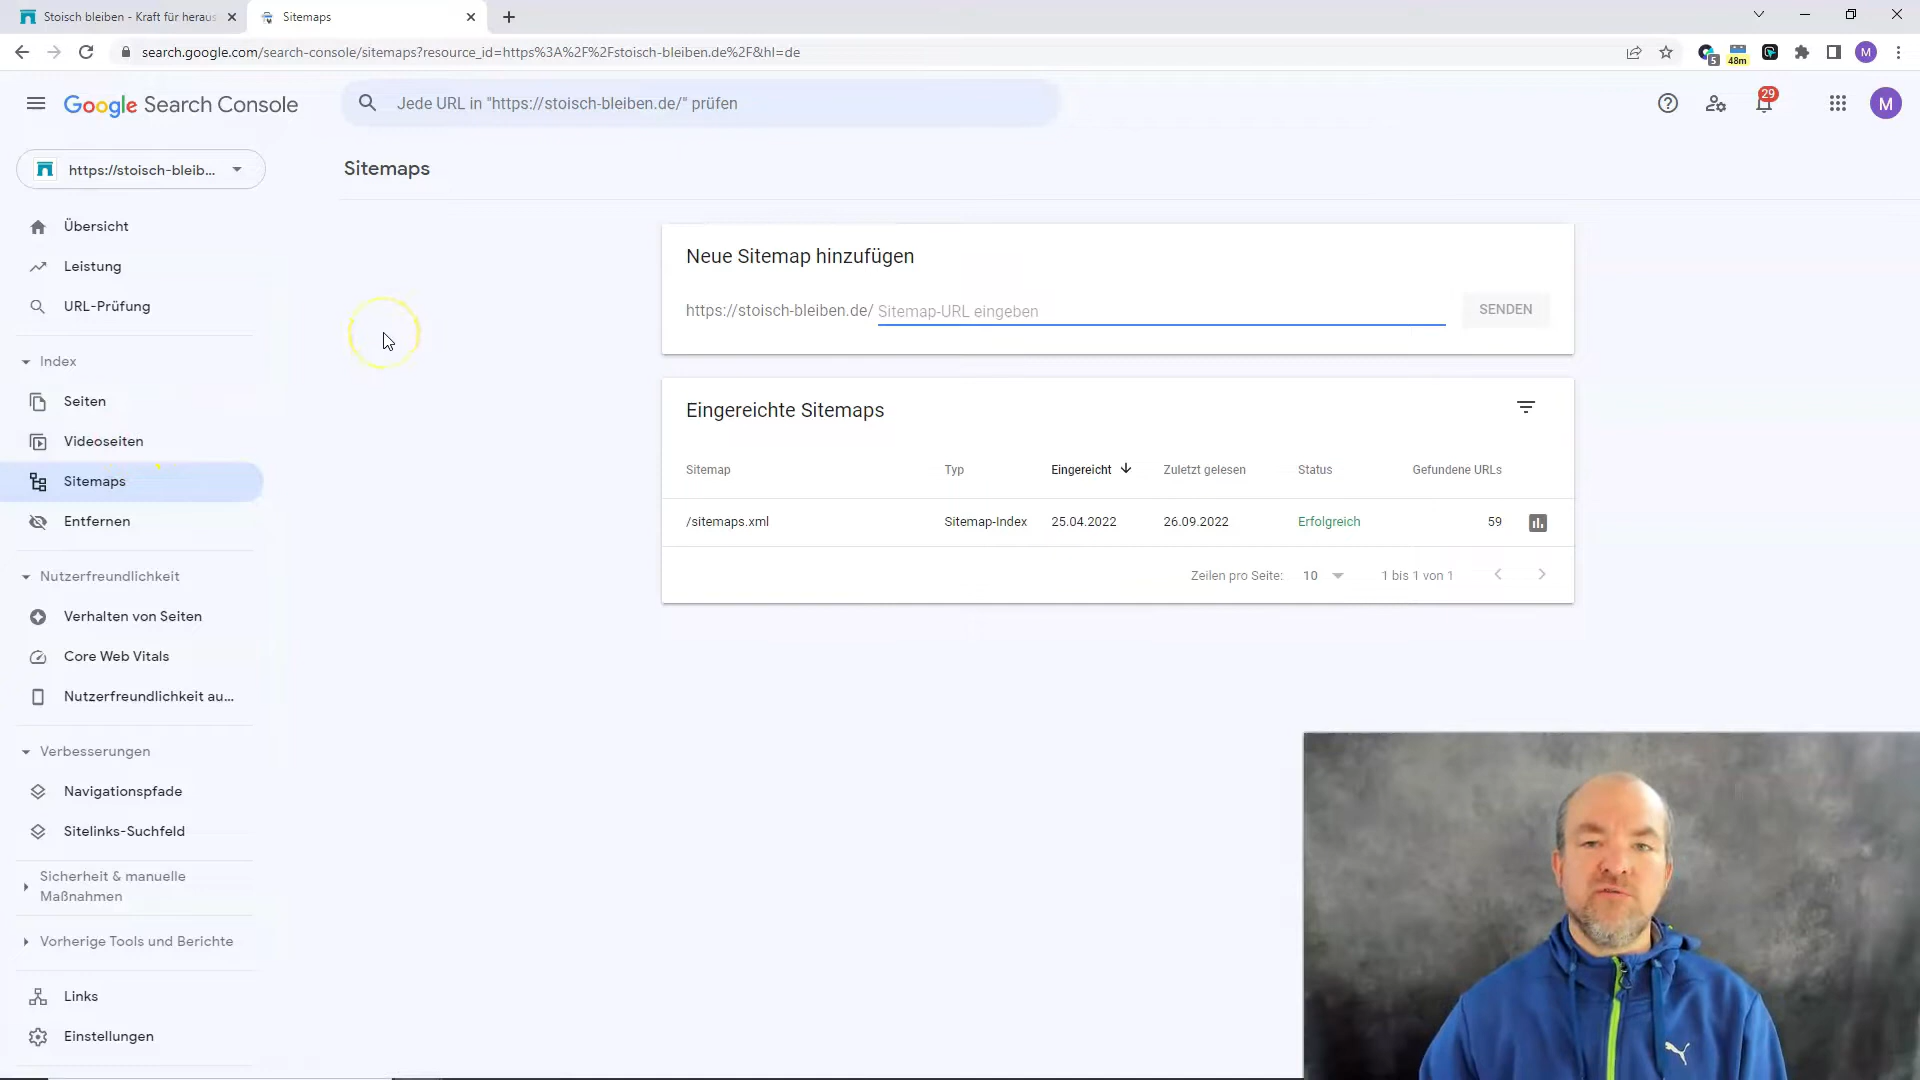 Stoisch bleiben - Kraft für heraus
Sitemaps
search.google.com/search-console/sitemaps?resource_id=https%3A%2F%2Fstoisch-bleiben.de%2F&hl=de
5
48m
M
Google Search Console
Jede URL in "https://stoisch-bleiben.de/" prüfen
29
M
https://stoisch-bleib...
Sitemaps
Übersicht
Leistung
URL-Prüfung
Index
Seiten
Videoseiten
Sitemaps
Entfernen
Nutzerfreundlichkeit
Verhalten von Seiten
Core Web Vitals
Nutzerfreundlichkeit au...
Verbesserungen
Navigationspfade
Sitelinks-Suchfeld
Sicherheit & manuelle
Maßnahmen
Vorherige Tools und Berichte
Links
Einstellungen
Neue Sitemap hinzufügen
https://stoisch-bleiben.de/ Sitemap-URL eingeben
SENDEN
Eingereichte Sitemaps
Sitemap Typ Eingereicht Zuletzt gelesen Status Gefundene URLs
/sitemaps.xml Sitemap-Index 25.04.2022 26.09.2022 Erfolgreich 59
Zeilen pro Seite: 10 1 bis 1 von 1